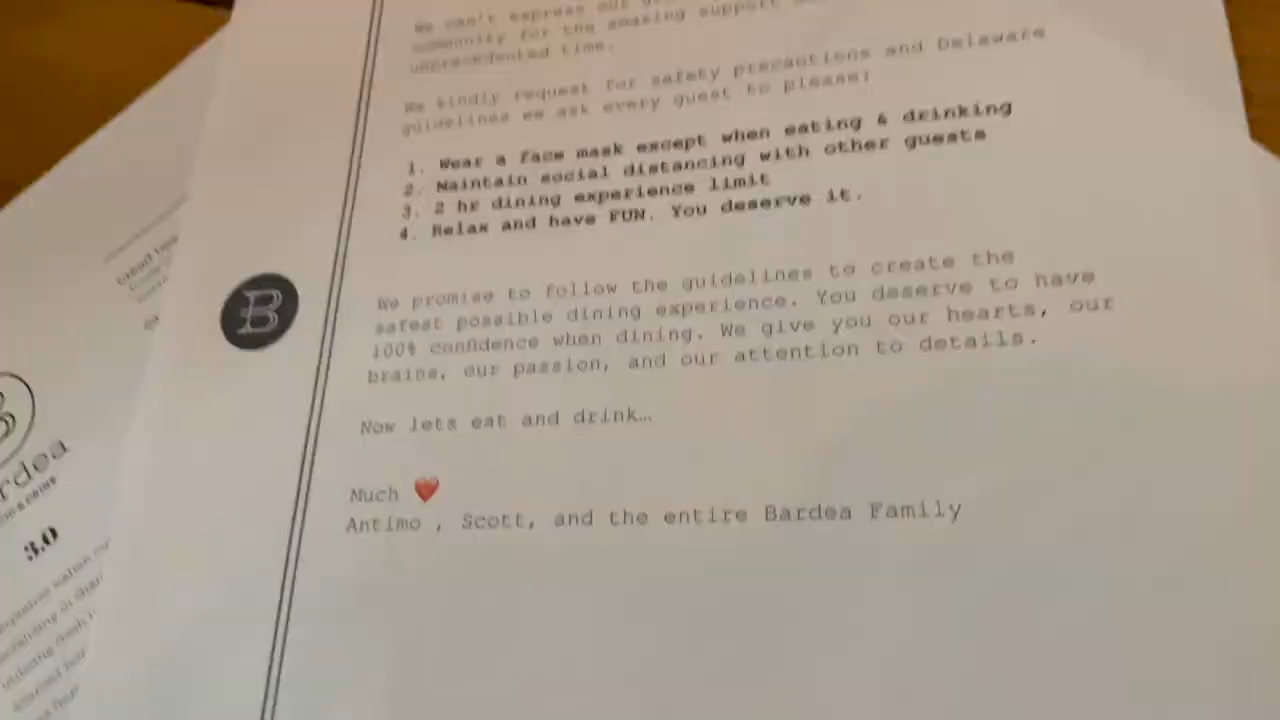 We can't express our
community for the amazing support
unprecedented time.
We kindly request for safety precautions and Delaware
guidelines we ask every guest to please:
1. Wear a face mask except when eating & drinking
2. Maintain social distancing with other guests
3. 2 hr dining experience limit
4. Relax and have FUN. You deserve it.
B
We promise to follow the guidelines to create the
safest possible dining experience. You deserve to have
100% confidence when dining. We give you our hearts, our
brains, our passion, and our attention to details.
Now lets eat and drink…
Much ❤️
Antimo , Scott, and the entire Bardea Family
rdea
3.0